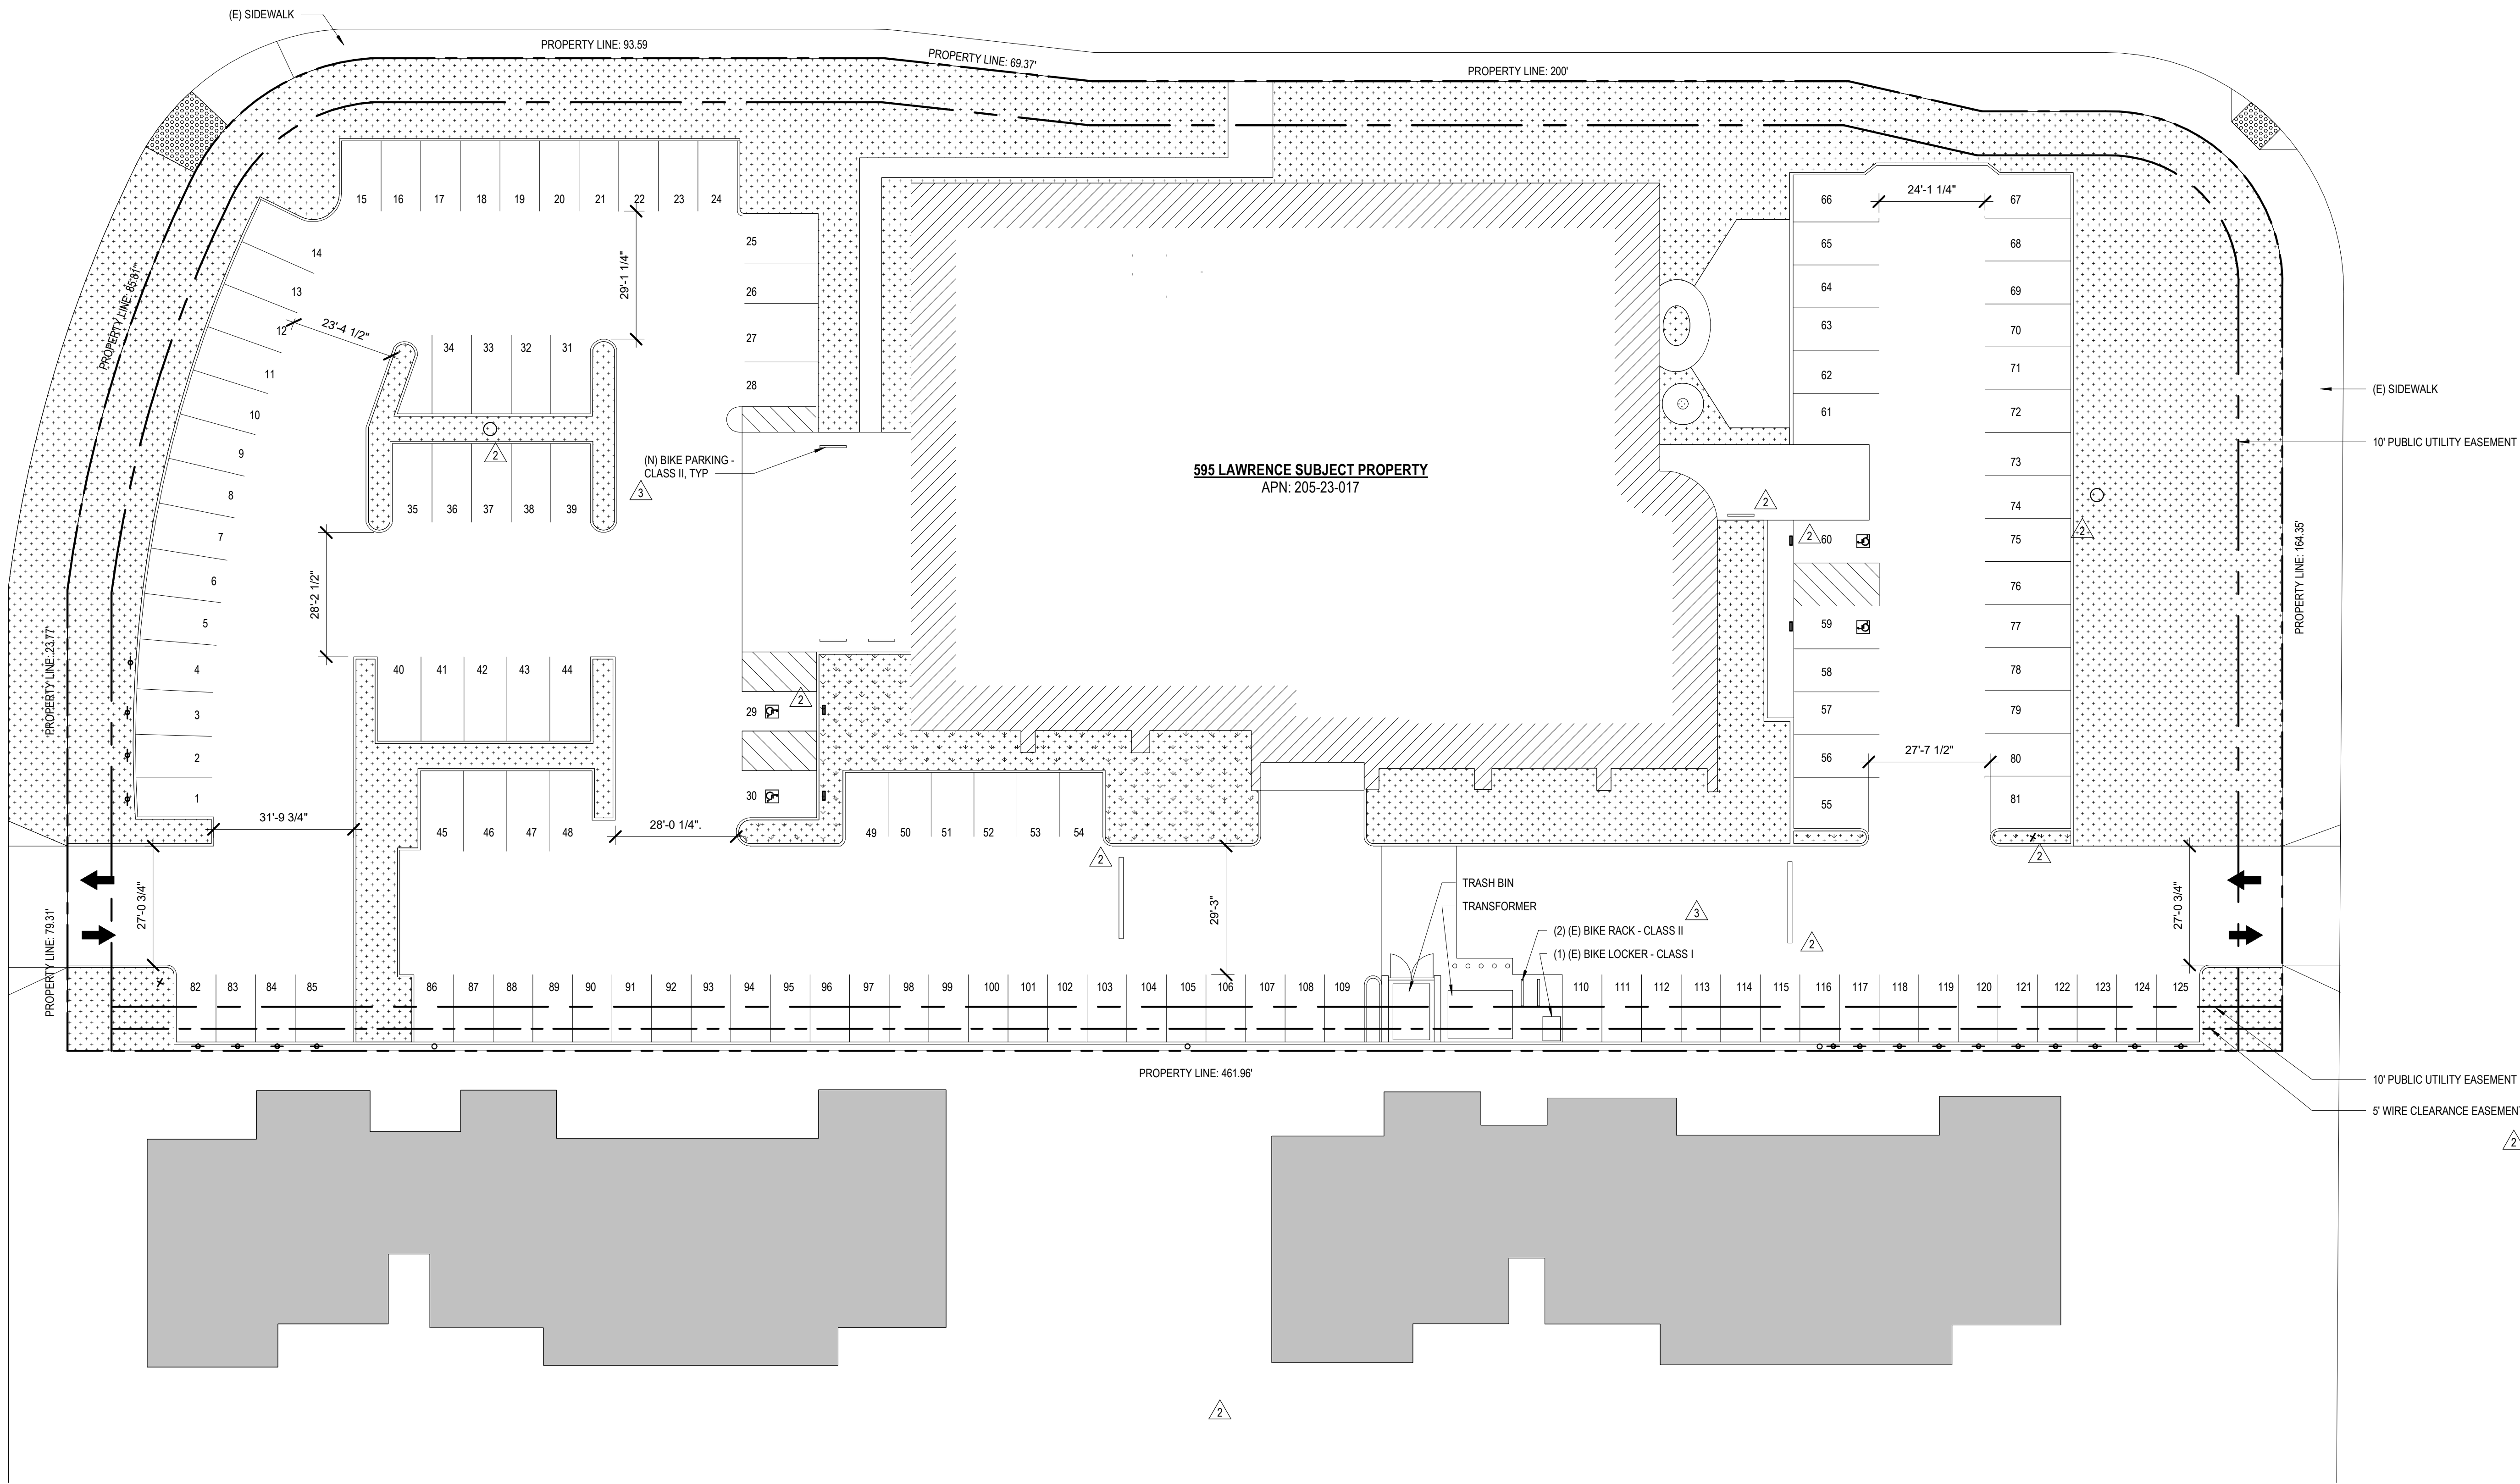 (E) SIDEWALK
PROPERTY LINE: 93.59
PROPERTY LINE: 69.37'
PROPERTY LINE: 200'
15 16 17 18 19 20 21 22 23 24
66
24'-1 1/4"
67
25
65
68
14
29'-1 1/4"
13
26
64
69
PROPERTY LINE: 85.81'"
12
23'-4 1/2"
27
63
70
34 33 32 31
11
28
62
71
(E) SIDEWALK
10
61
72
9
2
10' PUBLIC UTILITY EASEMENT
(N) BIKE PARKING -
CLASS II, TYP
3
595 LAWRENCE SUBJECT PROPERTY
APN: 205-23-017
73
8
35 36 37 38 39
2
74
7
2
60
75
2
PROPERTY LINE: 164.35'
6
28'-2 1/2"
76
5
59
77
PROPERTY LINE: 23.77'
4
40 41 42 43 44
58
78
3
29
2
57
79
2
56
27'-7 1/2"
80
1
30
55
81
31'-9 3/4"
45 46 47 48
28'-0 1/4".
49 50 51 52 53 54
2
2
27'-0 3/4"
TRASH BIN
TRANSFORMER
29'-3"
3
27'-0 3/4"
(2) (E) BIKE RACK - CLASS II
2
(1) (E) BIKE LOCKER - CLASS I
PROPERTY LINE: 79.31'
82 83 84 85 86 87 88 89 90 91 92 93 94 95 96 97 98 99 100 101 102 103 104 105 106 107 108 109 110 111 112 113 114 115 116 117 118 119 120 121 122 123 124 125
PROPERTY LINE: 461.96'
10' PUBLIC UTILITY EASEMENT
5' WIRE CLEARANCE EASEMENT
2
2